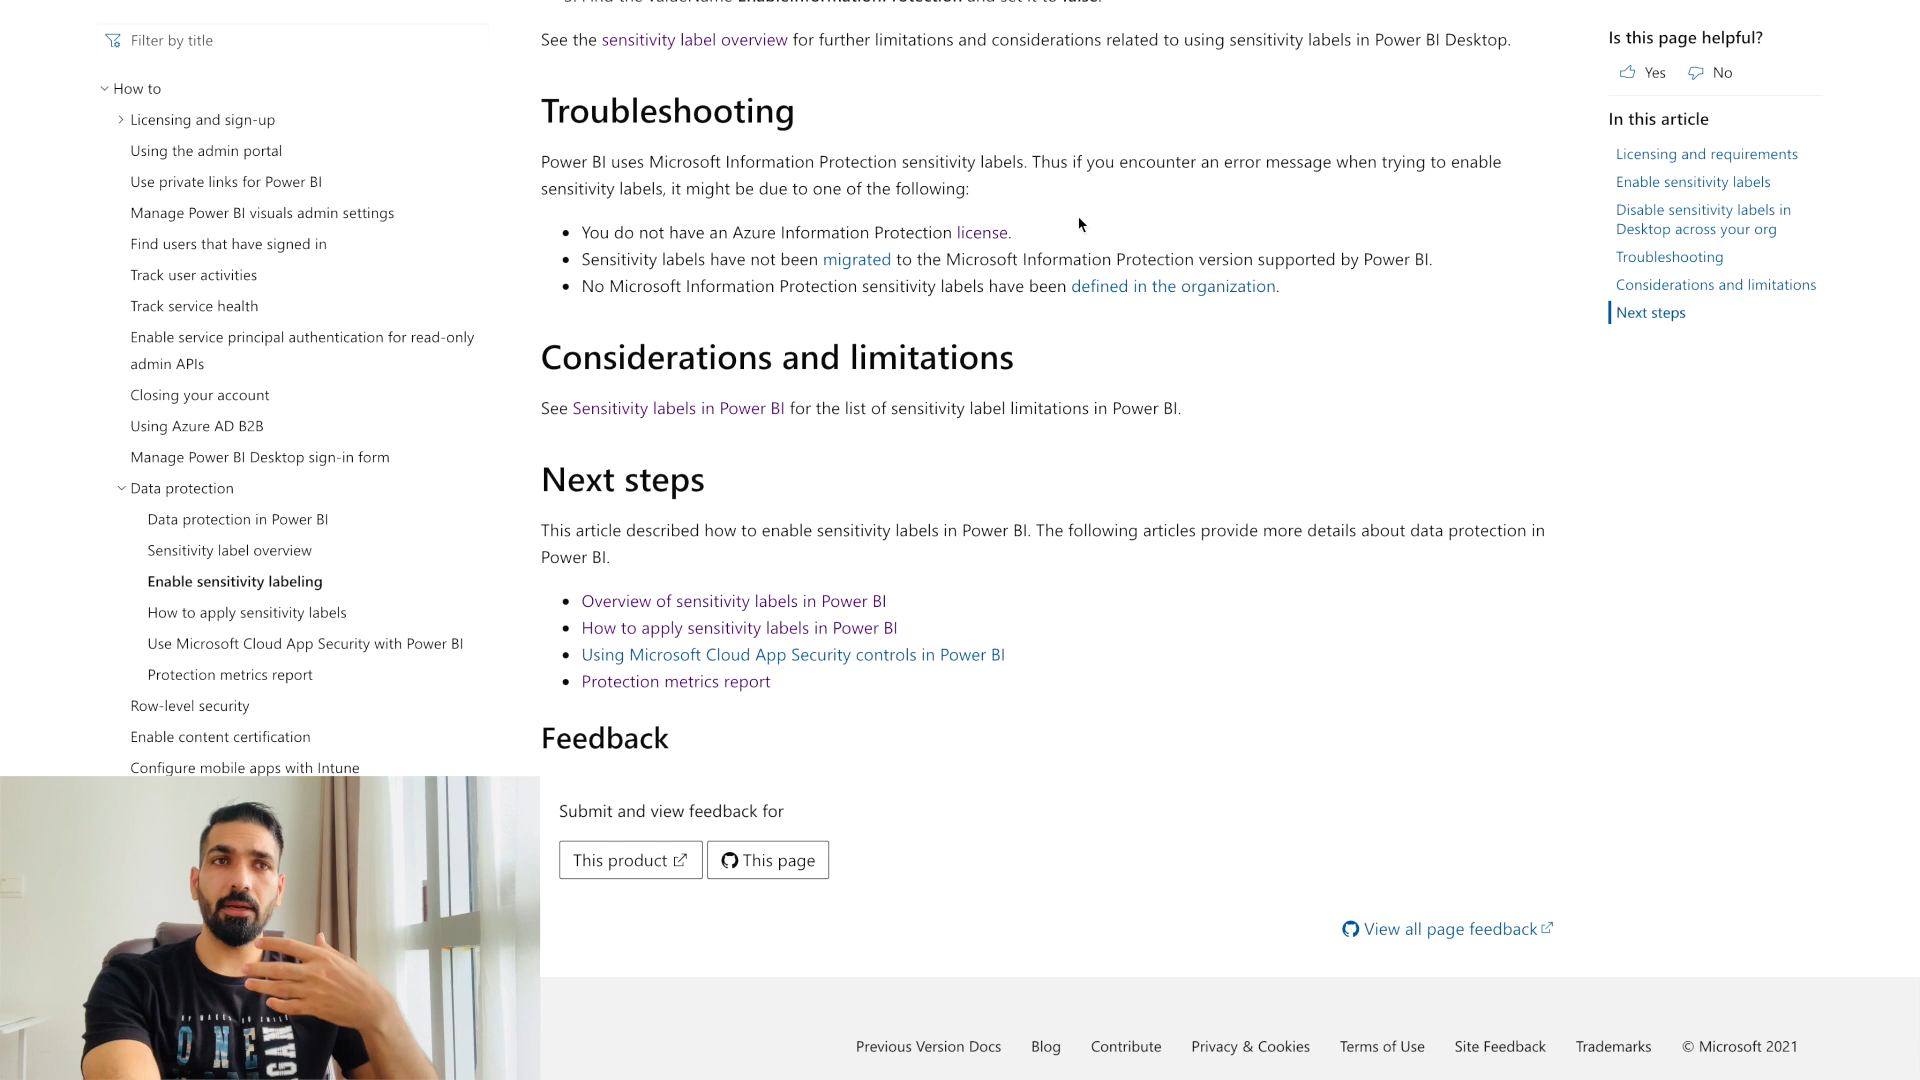 See the sensitivity label overview for further limitations and considerations related to using sensitivity labels in Power BI Desktop.
Filter by title
How to
Licensing and sign-up
Using the admin portal
Use private links for Power BI
Manage Power BI visuals admin settings
Find users that have signed in
Track user activities
Track service health
Enable service principal authentication for read-only
admin APIs
Closing your account
Using Azure AD B2B
Manage Power BI Desktop sign-in form
Data protection
Data protection in Power BI
Sensitivity label overview
Enable sensitivity labeling
How to apply sensitivity labels
Use Microsoft Cloud App Security with Power BI
Protection metrics report
Row-level security
Enable content certification
Configure mobile apps with Intune
Troubleshooting
Power BI uses Microsoft Information Protection sensitivity labels. Thus if you encounter an error message when trying to enable
sensitivity labels, it might be due to one of the following:
• You do not have an Azure Information Protection license.
• Sensitivity labels have not been migrated to the Microsoft Information Protection version supported by Power BI.
• No Microsoft Information Protection sensitivity labels have been defined in the organization.
Considerations and limitations
See Sensitivity labels in Power BI for the list of sensitivity label limitations in Power BI.
Next steps
This article described how to enable sensitivity labels in Power BI. The following articles provide more details about data protection in
Power BI.
• Overview of sensitivity labels in Power BI
• How to apply sensitivity labels in Power BI
• Using Microsoft Cloud App Security controls in Power BI
• Protection metrics report
Feedback
Submit and view feedback for
This product
This page
View all page feedback
Is this page helpful?
Yes
No
In this article
Licensing and requirements
Enable sensitivity labels
Disable sensitivity labels in
Desktop across your org
Troubleshooting
Considerations and limitations
Next steps
ONE
Previous Version Docs
Blog
Contribute
Privacy & Cookies
Terms of Use
Site Feedback
Trademarks
© Microsoft 2021